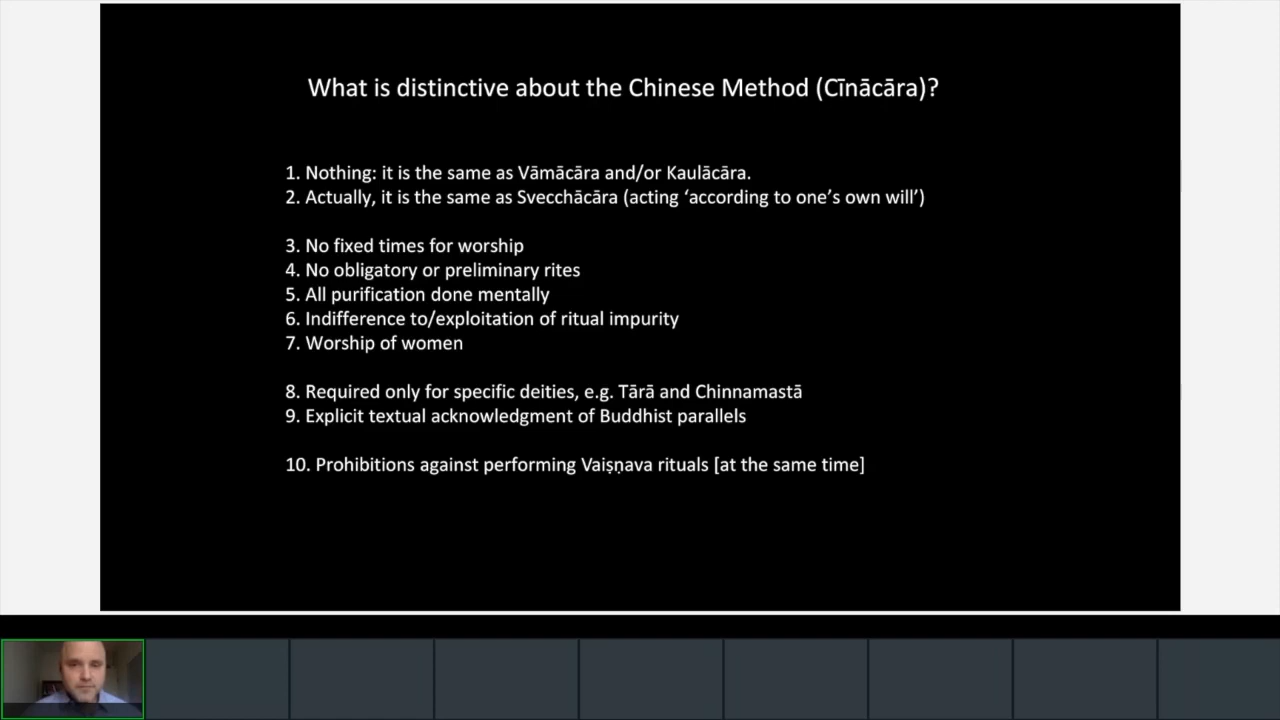 What is distinctive about the Chinese Method (Cīnācāra)?
1. Nothing: it is the same as Vāmācāra and/or Kaulācāra.
2. Actually, it is the same as Svecchācāra (acting ‘according to one’s own will’)
3. No fixed times for worship
4. No obligatory or preliminary rites
5. All purification done mentally
6. Indifference to/exploitation of ritual impurity
7. Worship of women
8. Required only for specific deities, e.g. Tārā and Chinnamastā
9. Explicit textual acknowledgment of Buddhist parallels
10. Prohibitions against performing Vaiṣṇava rituals [at the same time]